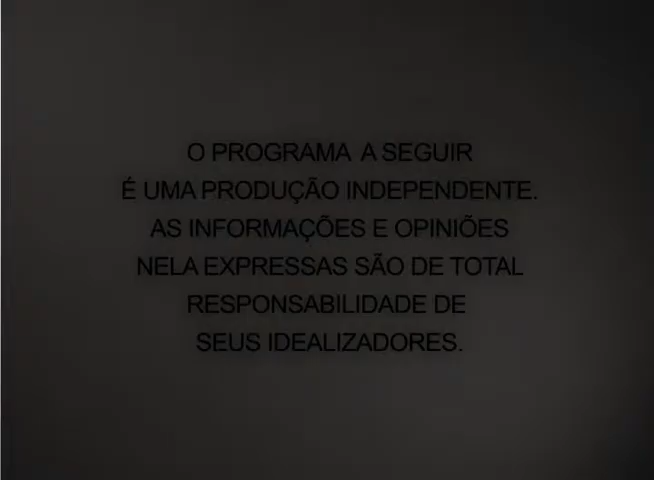 O PROGRAMA A SEGUIR
É UMA PRODUÇÃO INDEPENDENTE.
AS INFORMAÇÕES E OPINIÕES
NELA EXPRESSAS SÃO DE TOTAL
RESPONSABILIDADE DE
SEUS IDEALIZADORES.